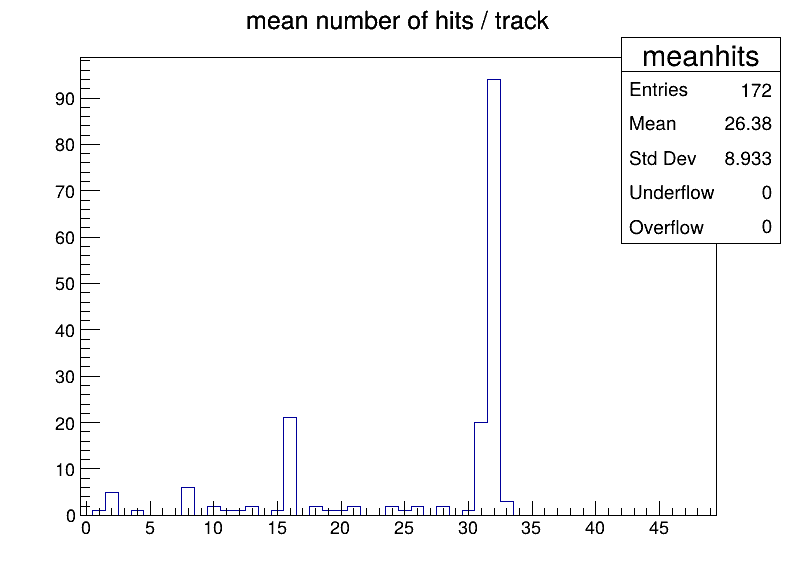 mean number of hits / track
meanhits
Entries 172
Mean 26.38
Std Dev 8.933
Underflow 0
Overflow 0
90
80
70
60
50
40
30
20
10
0
0 5 10 15 20 25 30 35 40 45